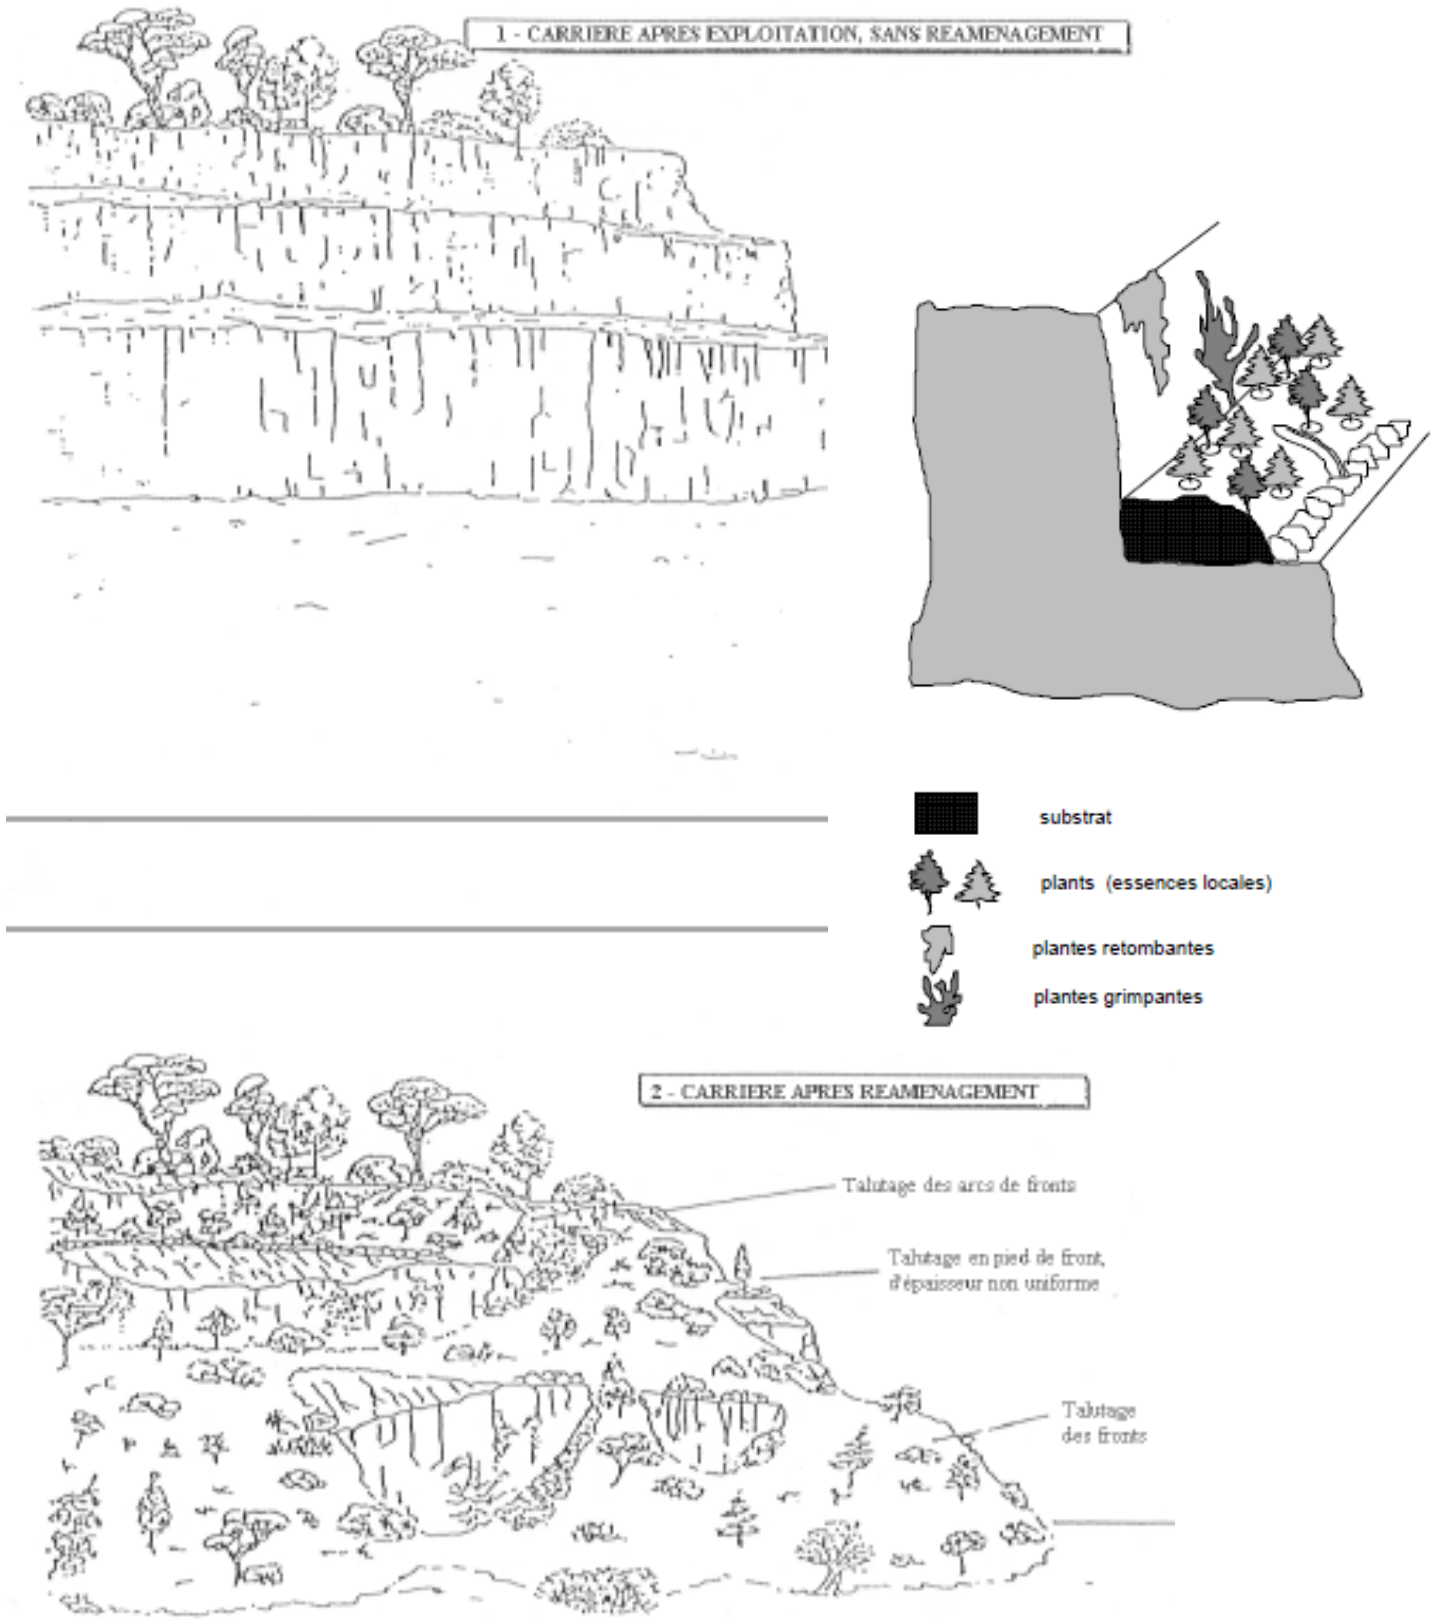 1 - CARRIERE APRES EXPLOITATION, SANS REAMENAGEMENT
substrat
plants (essences locales)
plantes retombantes
plantes grimpantes
2 - CARRIERE APRES REAMENAGEMENT
Talutage des arcs de fronts
Talutage en pied de front,
d'épaisseur non uniforme
Talutage
des fronts